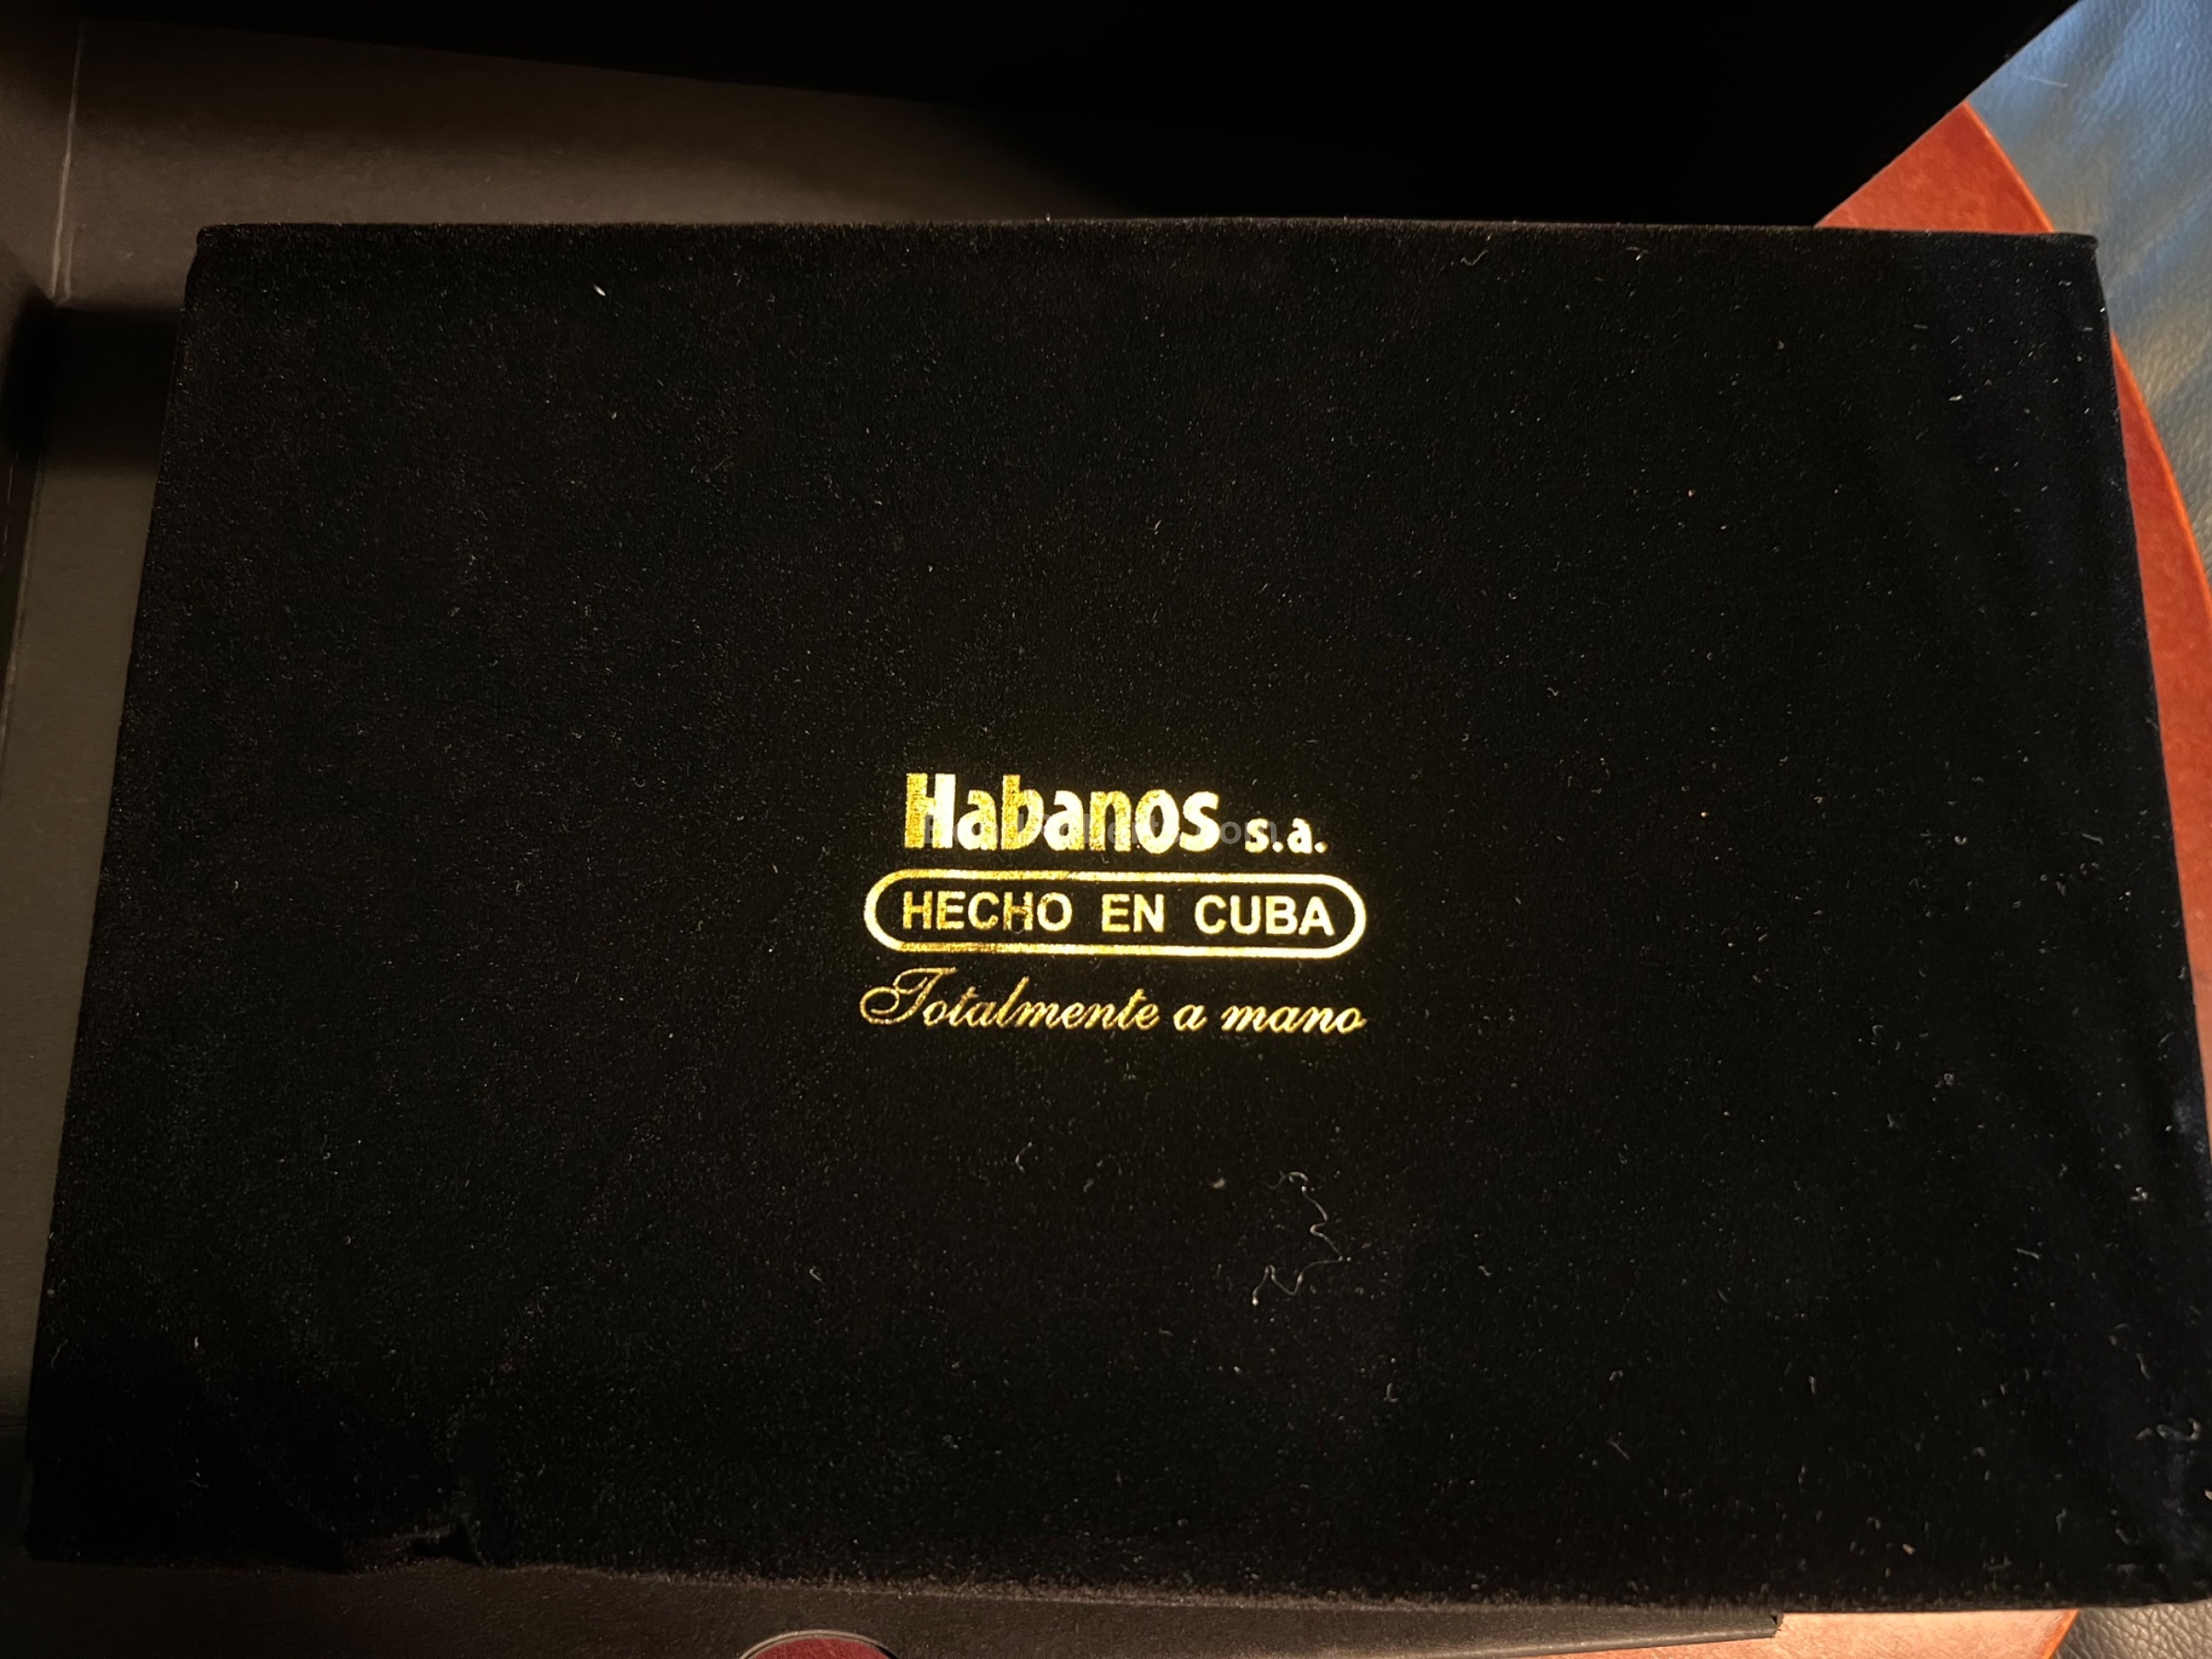 Habanos s.a.
HECHO EN CUBA
Totalmente a mano